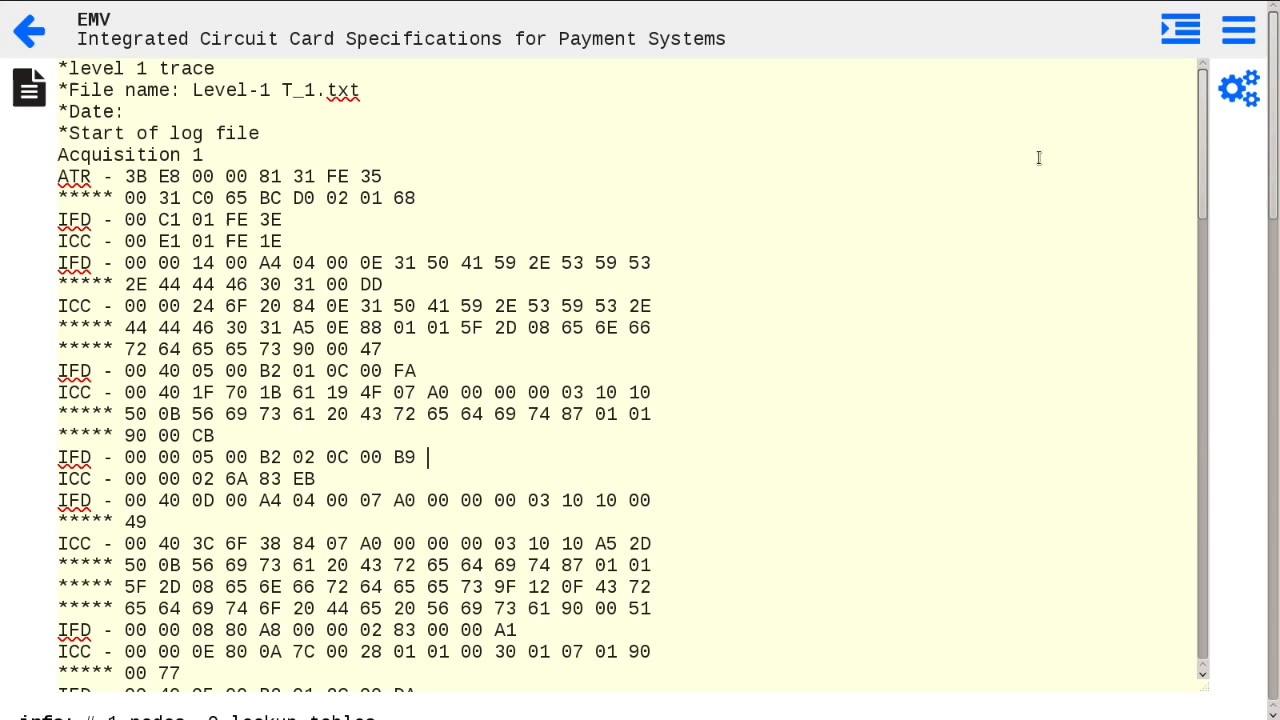 EMV
Integrated Circuit Card Specifications for Payment Systems
*level 1 trace
*File name: Level-1 T_1.txt
*Date:
*Start of log file
Acquisition 1
ATR - 3B E8 00 00 81 31 FE 35
***** 00 31 C0 65 BC D0 02 01 68
IFD - 00 C1 01 FE 3E
ICC - 00 E1 01 FE 1E
IFD - 00 00 14 00 A4 04 00 0E 31 50 41 59 2E 53 59 53
***** 2E 44 44 46 30 31 00 DD
ICC - 00 00 24 6F 20 84 0E 31 50 41 59 2E 53 59 53 2E
***** 44 44 46 30 31 A5 0E 88 01 01 5F 2D 08 65 6E 66
***** 72 64 65 65 73 90 00 47
IFD - 00 40 05 00 B2 01 0C 00 FA
ICC - 00 40 1F 70 1B 61 19 4F 07 A0 00 00 00 03 10 10
***** 50 0B 56 69 73 61 20 43 72 65 64 69 74 87 01 01
***** 90 00 CB
IFD - 00 00 05 00 B2 02 0C 00 B9
ICC - 00 00 02 6A 83 EB
IFD - 00 40 0D 00 A4 04 00 07 A0 00 00 00 03 10 10 00
***** 49
ICC - 00 40 3C 6F 38 84 07 A0 00 00 00 03 10 10 A5 2D
***** 50 0B 56 69 73 61 20 43 72 65 64 69 74 87 01 01
***** 5F 2D 08 65 6E 66 72 64 65 65 73 9F 12 0F 43 72
***** 65 64 69 74 6F 20 44 65 20 56 69 73 61 90 00 51
IFD - 00 00 08 80 A8 00 00 02 83 00 00 A1
ICC - 00 00 0E 80 0A 7C 00 28 01 01 00 30 01 07 01 90
***** 00 77
info: # 1 nodes, 0 lookup tables